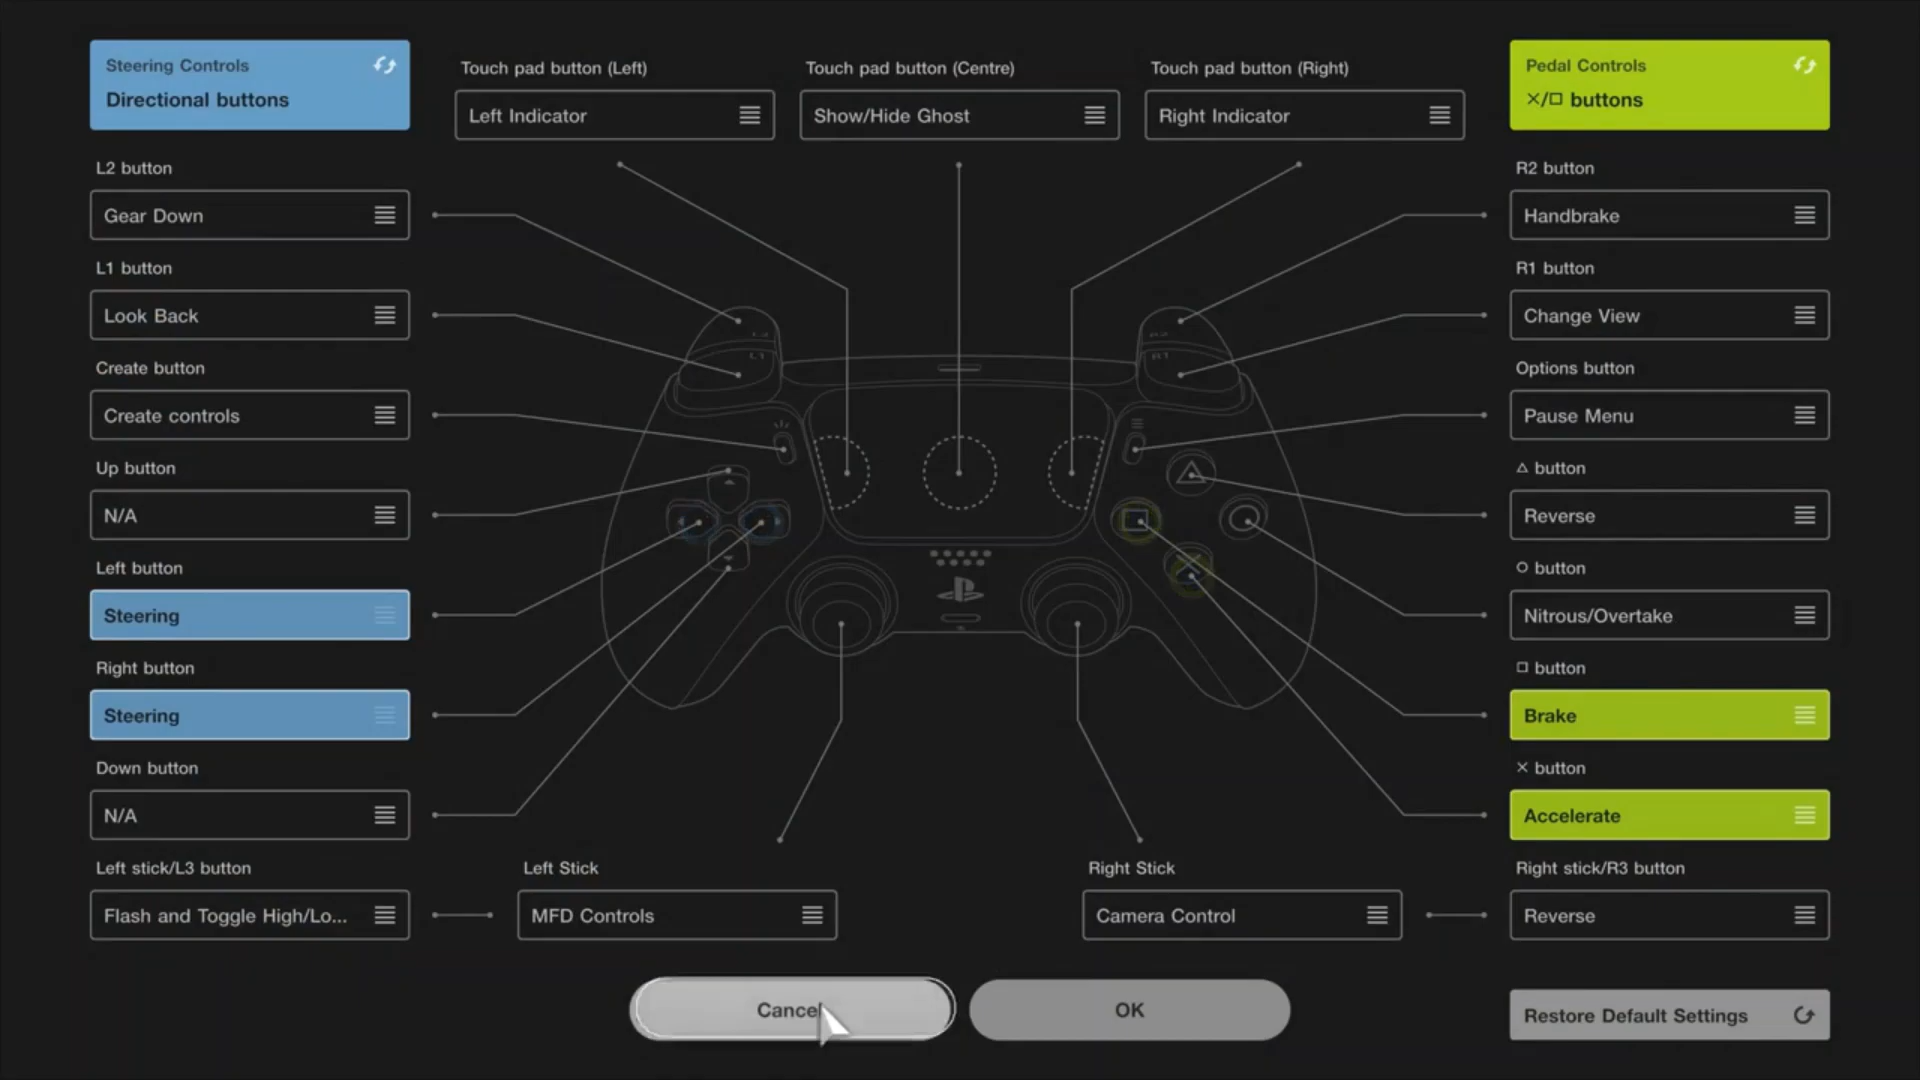 Steering Controls
Directional buttons
Touch pad button (Left)
Left Indicator
Touch pad button (Centre)
Show/Hide Ghost
Touch pad button (Right)
Right Indicator
Pedal Controls
×/□ buttons
L2 button
Gear Down
L1 button
Look Back
Create button
Create controls
Up button
N/A
Left button
Steering
Right button
Steering
Down button
N/A
Left stick/L3 button
Flash and Toggle High/Lo...
Left Stick
MFD Controls
Right Stick
Camera Control
R2 button
Handbrake
R1 button
Change View
Options button
Pause Menu
△ button
Reverse
○ button
Nitrous/Overtake
□ button
Brake
× button
Accelerate
Right stick/R3 button
Reverse
L1
R1
Cancel
OK
Restore Default Settings